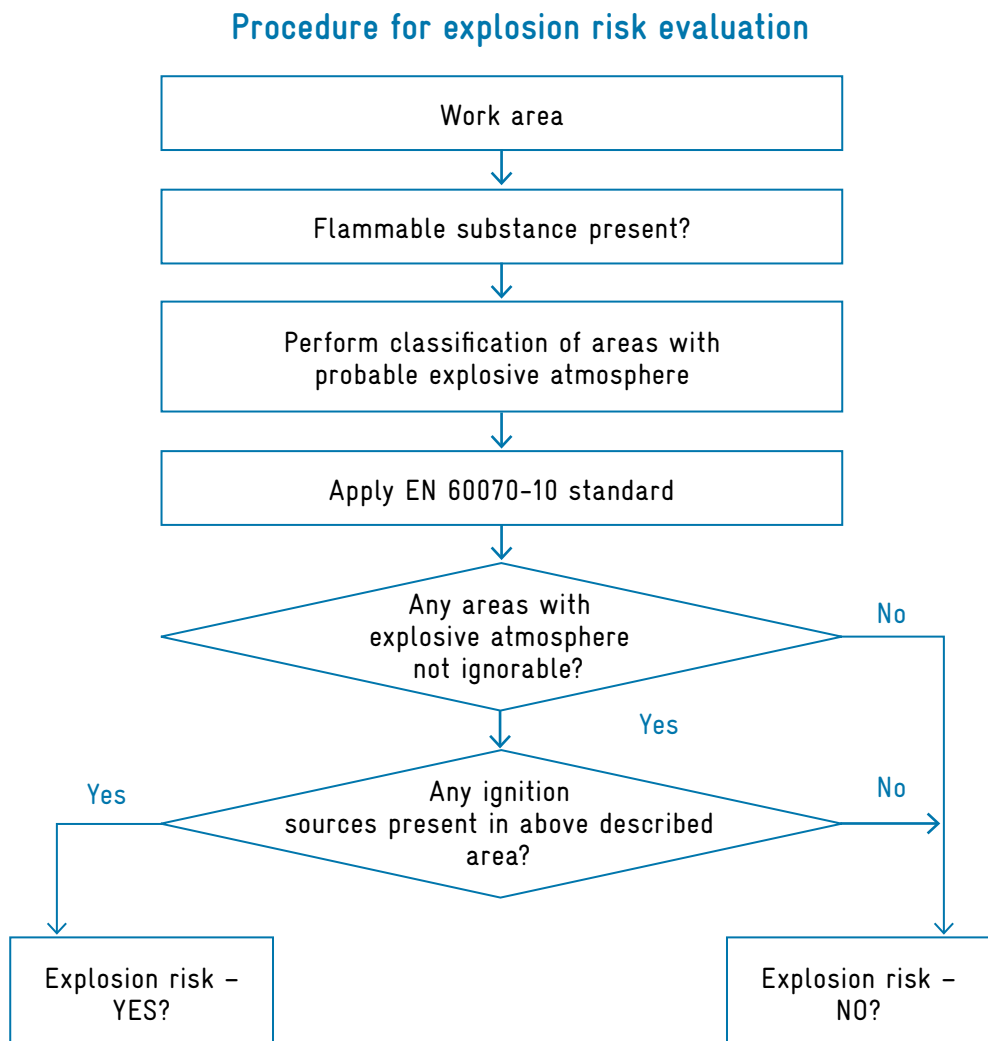 Procedure for explosion risk evaluation
Work area
Flammable substance present?
Perform classification of areas with
probable explosive atmosphere
Apply EN 60070-10 standard
Any areas with
explosive atmosphere
not ignorable?
No
Yes
Any ignition
sources present in above described
area?
Yes
No
Explosion risk –
YES?
Explosion risk –
NO?